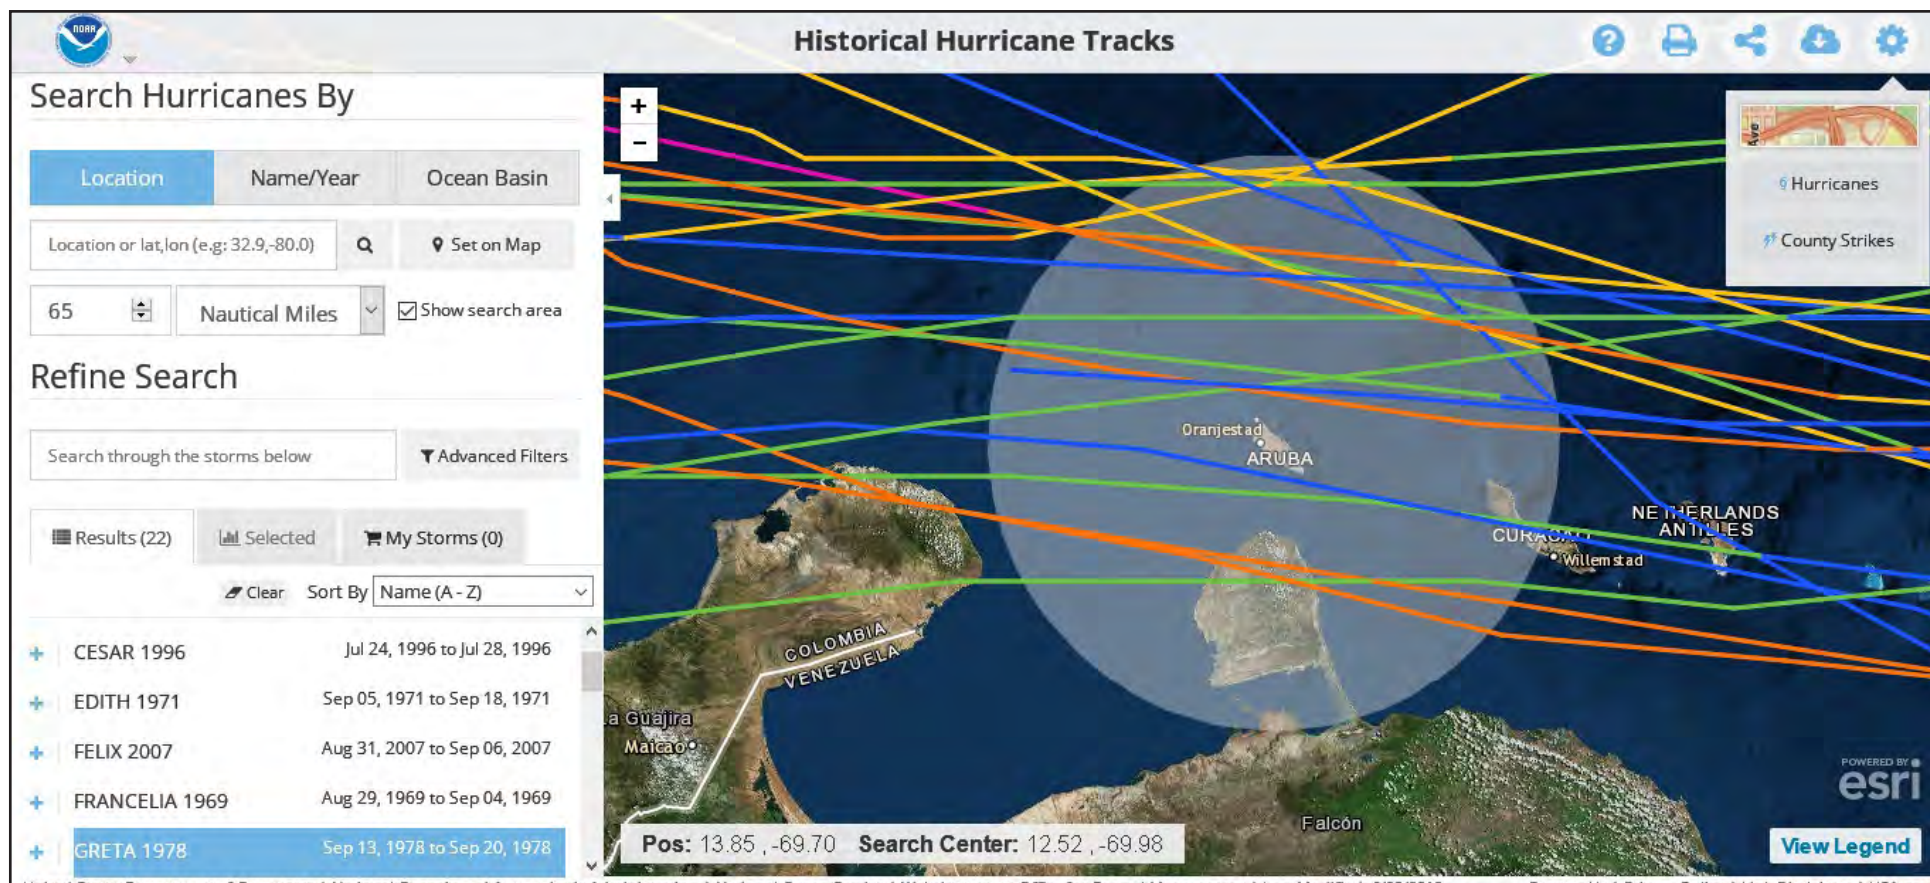 NOAA
Historical Hurricane Tracks
Search Hurricanes By
Location
Name/Year
Ocean Basin
Location or lat,lon (e.g: 32.9,-80.0)
Set on Map
65
Nautical Miles
Show search area
Refine Search
Search through the storms below
Advanced Filters
Results (22)
Selected
My Storms (0)
Clear
Sort By
Name (A - Z)
CESAR 1996
Jul 24, 1996 to Jul 28, 1996
EDITH 1971
Sep 05, 1971 to Sep 18, 1971
FELIX 2007
Aug 31, 2007 to Sep 06, 2007
FRANCELIA 1969
Aug 29, 1969 to Sep 04, 1969
GRETA 1978
Sep 13, 1978 to Sep 20, 1978
+
−
Ave
Hurricanes
County Strikes
Oranjestad
ARUBA
NETHERLANDS
ANTILLES
CURACAO
Willemstad
COLOMBIA
VENEZUELA
La Guajira
Maicao
Falcón
POWERED BY
esri
Pos: 13.85 , -69.70 Search Center: 12.52 , -69.98
View Legend